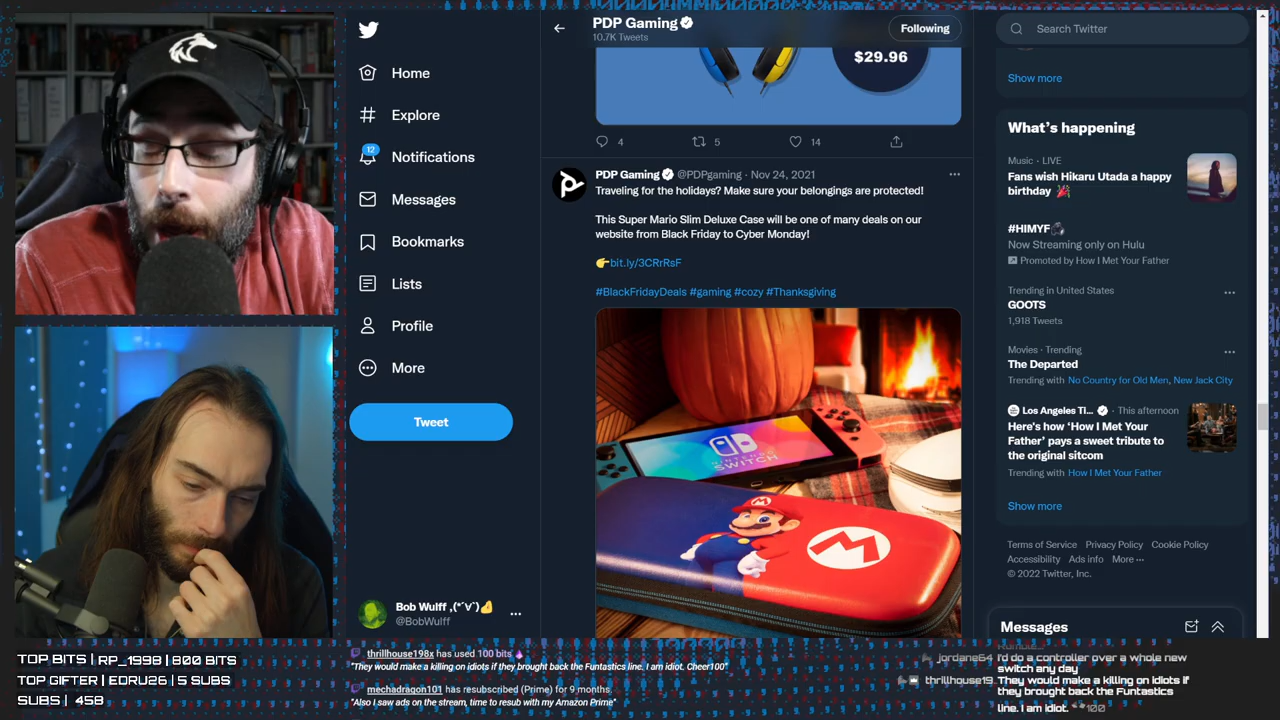 Home
Explore
12
Notifications
Messages
Bookmarks
Lists
Profile
More
Tweet
Bob Wulff ,(*´∨`)🤌
@BobWulff
PDP Gaming
10.7K Tweets
Following
$29.96
4
5
14
PDP Gaming @PDPgaming · Nov 24, 2021
Traveling for the holidays? Make sure your belongings are protected!
This Super Mario Slim Deluxe Case will be one of many deals on our
website from Black Friday to Cyber Monday!
👉bit.ly/3CRrRsF
#BlackFridayDeals #gaming #cozy #Thanksgiving
NINTENDO
SWITCH
M
M
Search Twitter
Show more
What's happening
Music · LIVE
Fans wish Hikaru Utada a happy
birthday 🎉
#HIMYF
Now Streaming only on Hulu
Promoted by How I Met Your Father
Trending in United States
GOOTS
1,918 Tweets
Movies · Trending
The Departed
Trending with No Country for Old Men, New Jack City
Los Angeles Ti... · This afternoon
Here's how 'How I Met Your
Father' pays a sweet tribute to
the original sitcom
Trending with How I Met Your Father
Show more
Terms of Service Privacy Policy Cookie Policy
Accessibility Ads info More ···
© 2022 Twitter, Inc.
Messages
TOP BITS | RP_1998 | 800 BITS
TOP GIFTER | EDRU26 | 5 SUBS
SUBS | 458
thrillhouse198x has used 100 bits
"They would make a killing on idiots if they brought back the Funtastics line. I am idiot. Cheer100"
mechadragon101 has resubscribed (Prime) for 9 months.
"Also I saw ads on the stream, time to resub with my Amazon Prime"
jordane64 I'd do a controller over a whole new
switch any day
thrillhouse19 They would make a killing on idiots if
they brought back the Funtastics
line. I am idiot. 100